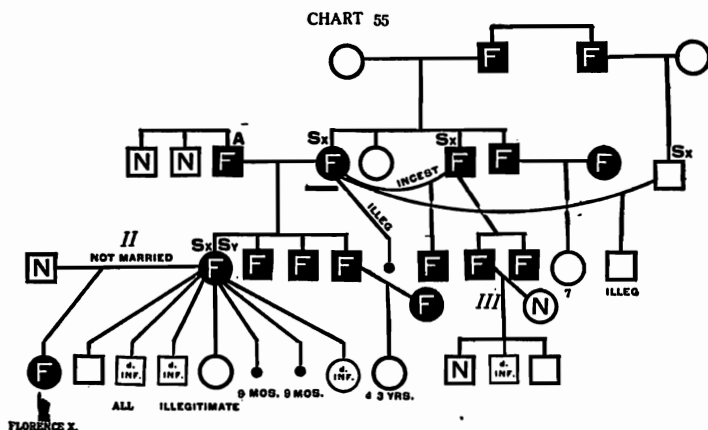 CHART 55
F F
A Sx Sx Sx
N N F F F F F
INCEST
ILLEG
II Sx Sy
NOT MARRIED
N F F F F F F F 7 ILLEG
III
F N
F d. INF. d. INF. d. INF. N d. INF.
ALL ILLEGITIMATE 9 MOS. 9 MOS. d 3 YRS.
FLORENCE X.